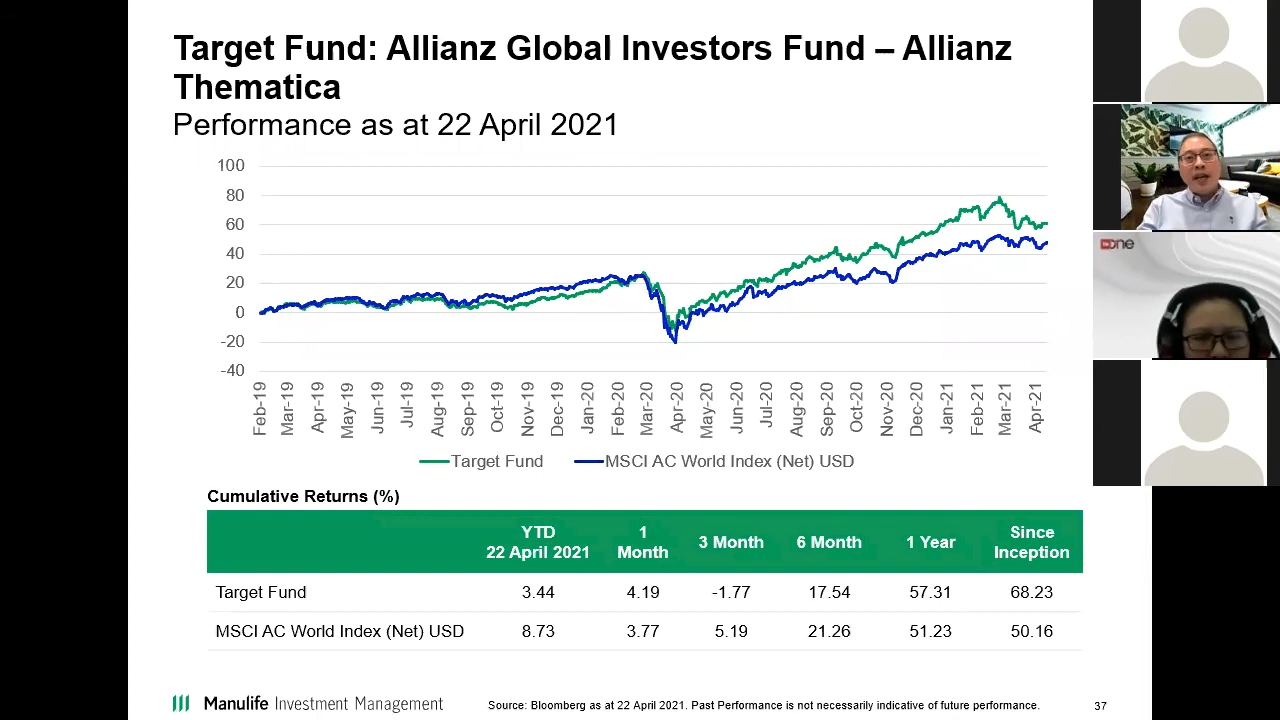 Target Fund: Allianz Global Investors Fund – Allianz
Thematica
Performance as at 22 April 2021
100
80
60
40
20
0
-20
-40
Feb-19
Mar-19
Apr-19
May-19
Jun-19
Jul-19
Aug-19
Sep-19
Oct-19
Nov-19
Dec-19
Jan-20
Feb-20
Mar-20
Apr-20
May-20
Jun-20
Jul-20
Aug-20
Sep-20
Oct-20
Nov-20
Dec-20
Jan-21
Feb-21
Mar-21
Apr-21
Target Fund MSCI AC World Index (Net) USD
Cumulative Returns (%)
YTD 22 April 2021 1 Month 3 Month 6 Month 1 Year Since Inception
Target Fund 3.44 4.19 -1.77 17.54 57.31 68.23
MSCI AC World Index (Net) USD 8.73 3.77 5.19 21.26 51.23 50.16
Manulife Investment Management
Source: Bloomberg as at 22 April 2021. Past Performance is not necessarily indicative of future performance.
37